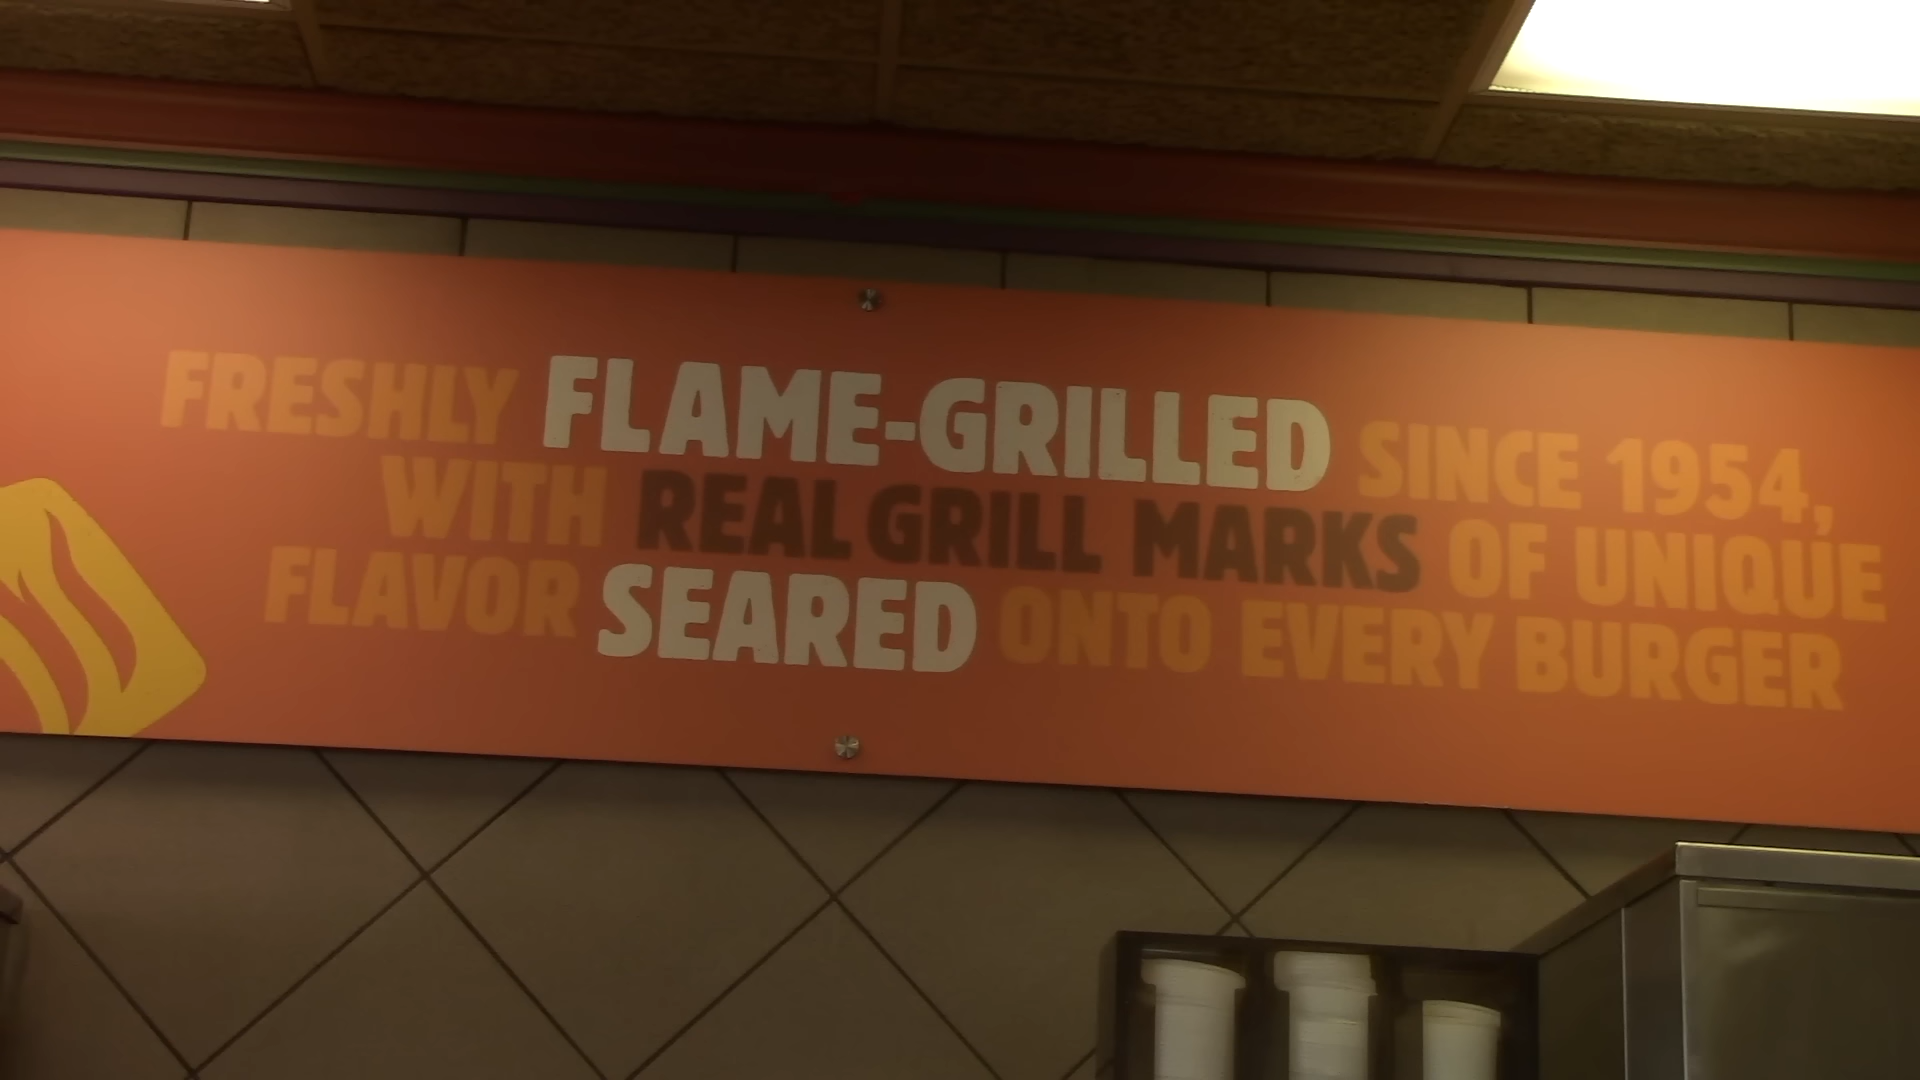 FRESHLY FLAME-GRILLED SINCE 1954,
WITH REAL GRILL MARKS OF UNIQUE
FLAVOR SEARED ONTO EVERY BURGER